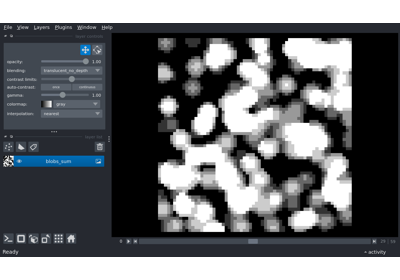 File View Layers Plugins Window Help
opacity: 1.00
blending: translucent_no_depth
contrast limits:
auto-contrast: once continuous
gamma: 1.00
colormap: gray
interpolation: nearest
blobs_sum
Ready
activity